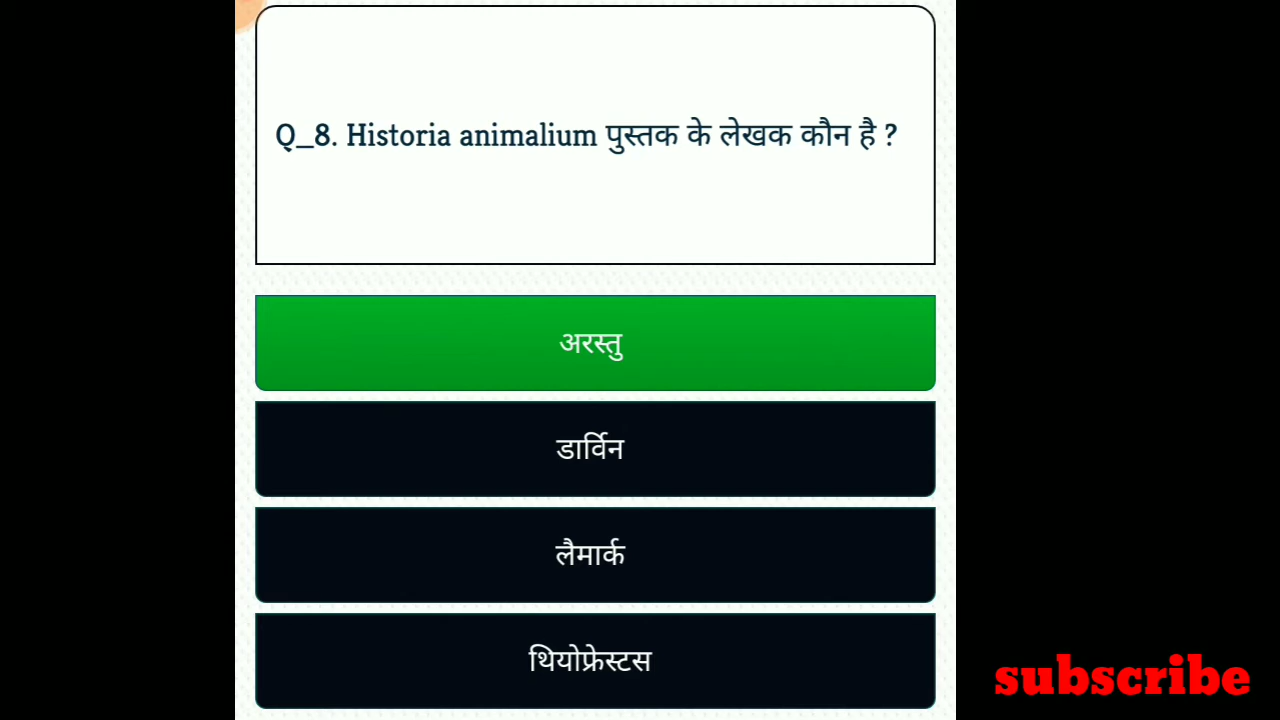 Q_8. Historia animalium पुस्तक के लेखक कौन है ?
अरस्तु
डार्विन
लैमार्क
थियोफ्रेस्टस
subscribe